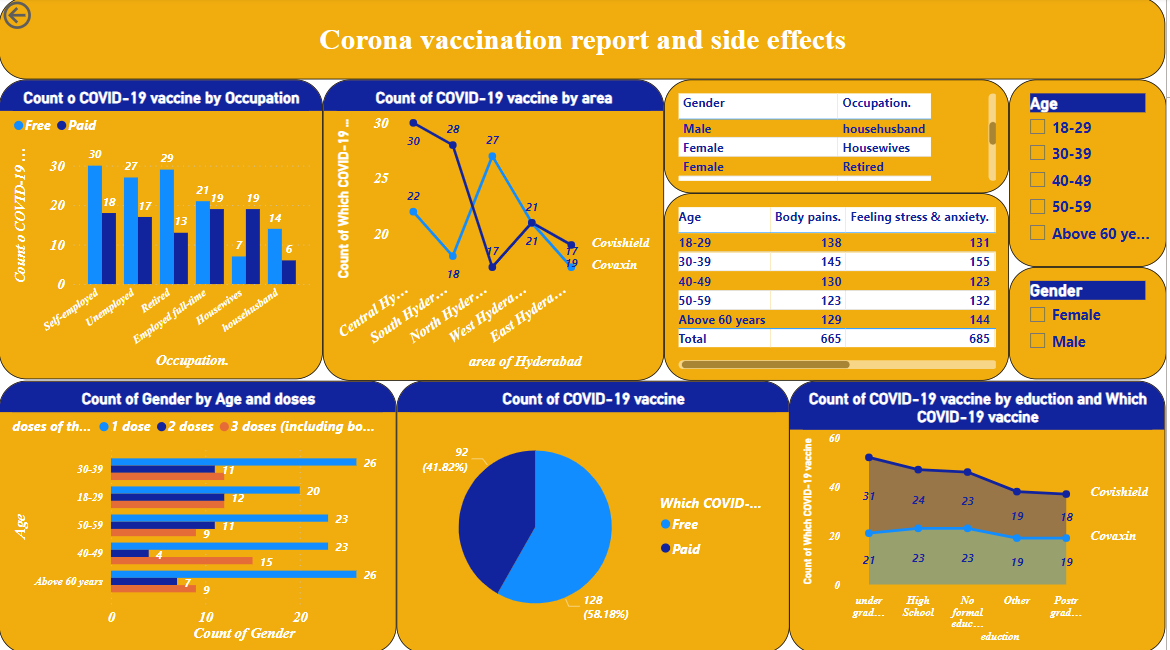 Corona vaccination report and side effects
Count o COVID-19 vaccine by Occupation
Free Paid
Count o COVID-19 ...
30
20
10
0
30
18
27
17
29
13
21
19
7
19
14
6
Self-employed
Unemployed
Retired
Employed full-time
Housewives
househusband
Occupation.
Count of COVID-19 vaccine by area
Count of Which COVID-19 ...
30
25
20
30
28
27
22
18
17
21
21
17
19
Covishield
Covaxin
Central Hy...
South Hyder...
North Hyder...
West Hydera...
East Hydera...
area of Hyderabad
Gender Occupation.
Male househusband
Female Housewives
Female Retired
Age Body pains. Feeling stress & anxiety.
18-29 138 131
30-39 145 155
40-49 130 123
50-59 123 132
Above 60 years 129 144
Total 665 685
Age
18-29
30-39
40-49
50-59
Above 60 ye...
Gender
Female
Male
Count of Gender by Age and doses
doses of th... 1 dose 2 doses 3 doses (including bo...
Age
30-39
18-29
50-59
40-49
Above 60 years
26
11
20
12
23
11
9
23
4
15
26
7
9
0 10 20
Count of Gender
Count of COVID-19 vaccine
92
(41.82%)
128
(58.18%)
Which COVID-...
Free
Paid
Count of COVID-19 vaccine by eduction and Which
COVID-19 vaccine
Count of Which COVID-19 vaccine
60
40
20
0
31 24 23 19 18
21 23 23 19 19
Covishield
Covaxin
under
grad...
High
School
No
formal
educ...
Other
Postr
grad...
eduction